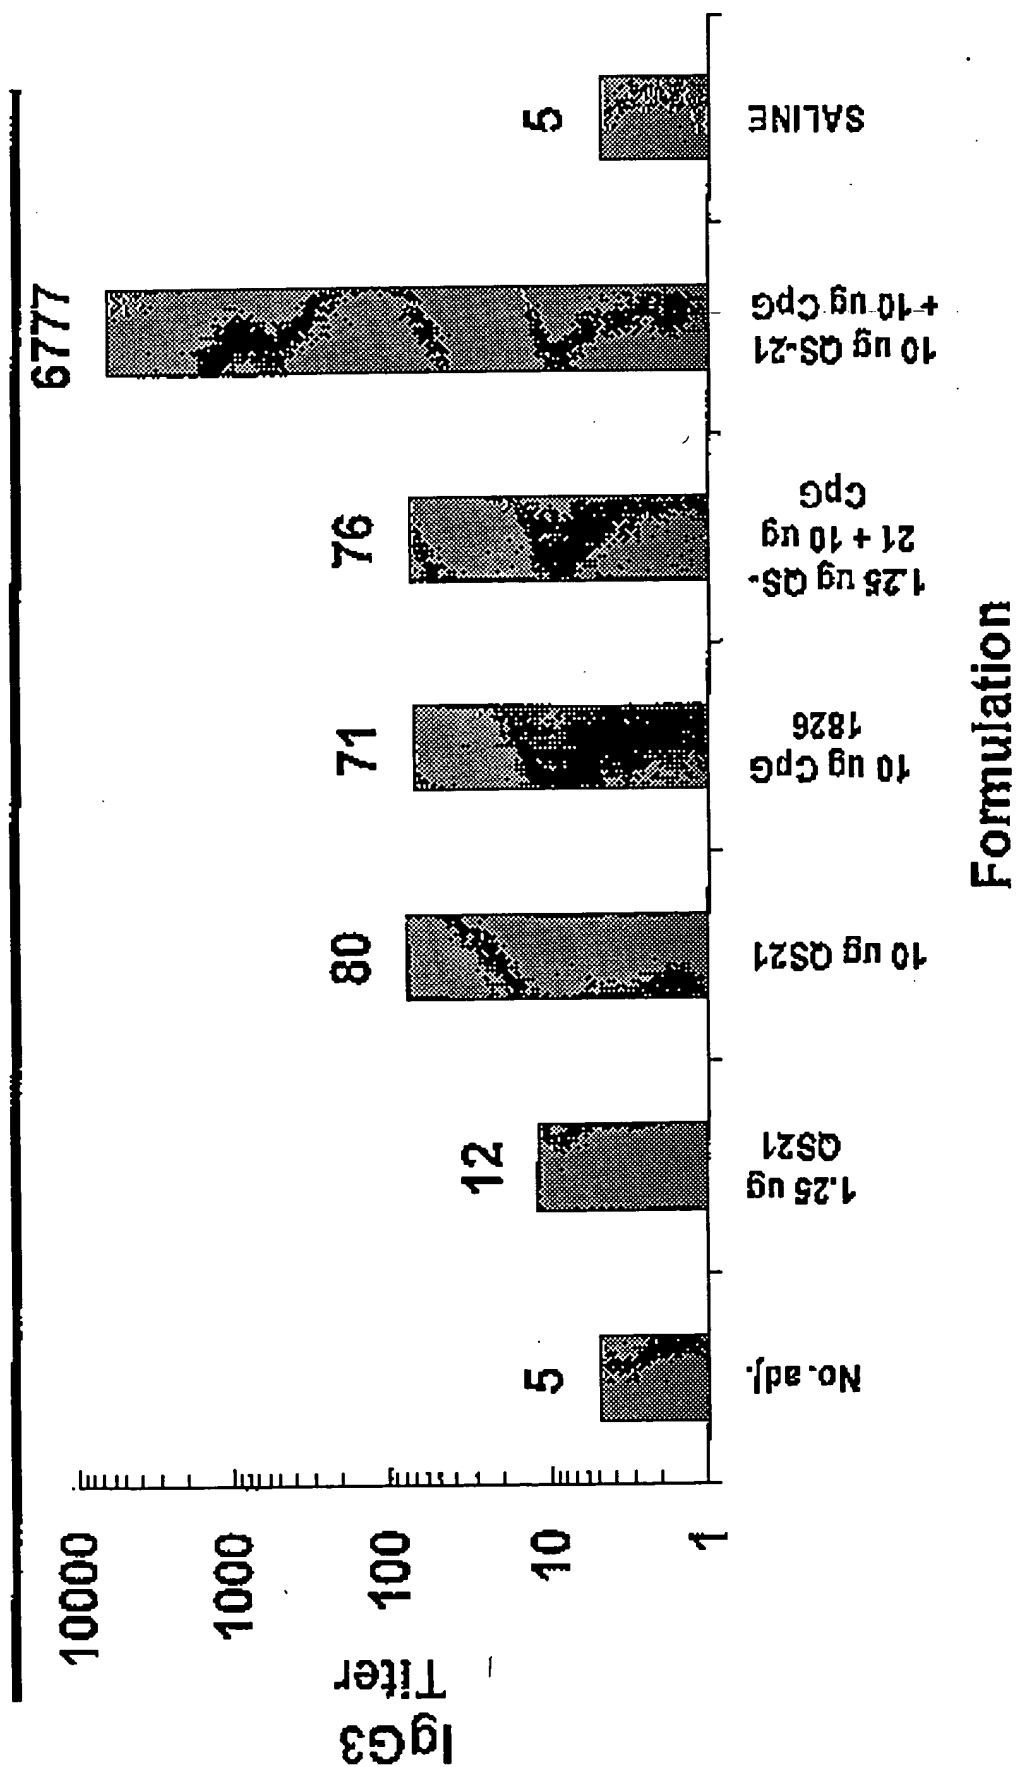 IgG3
Titer
10000
1000
100
10
1
5
12
80
71
76
6777
5
No. adj.
1.25 ug
QS21
10 ug QS21
10 ug CpG
1826
1.25 ug QS-
21 + 10 ug
CpG
10 ug QS-21
+ 10 ug CpG
SALINE
Formulation